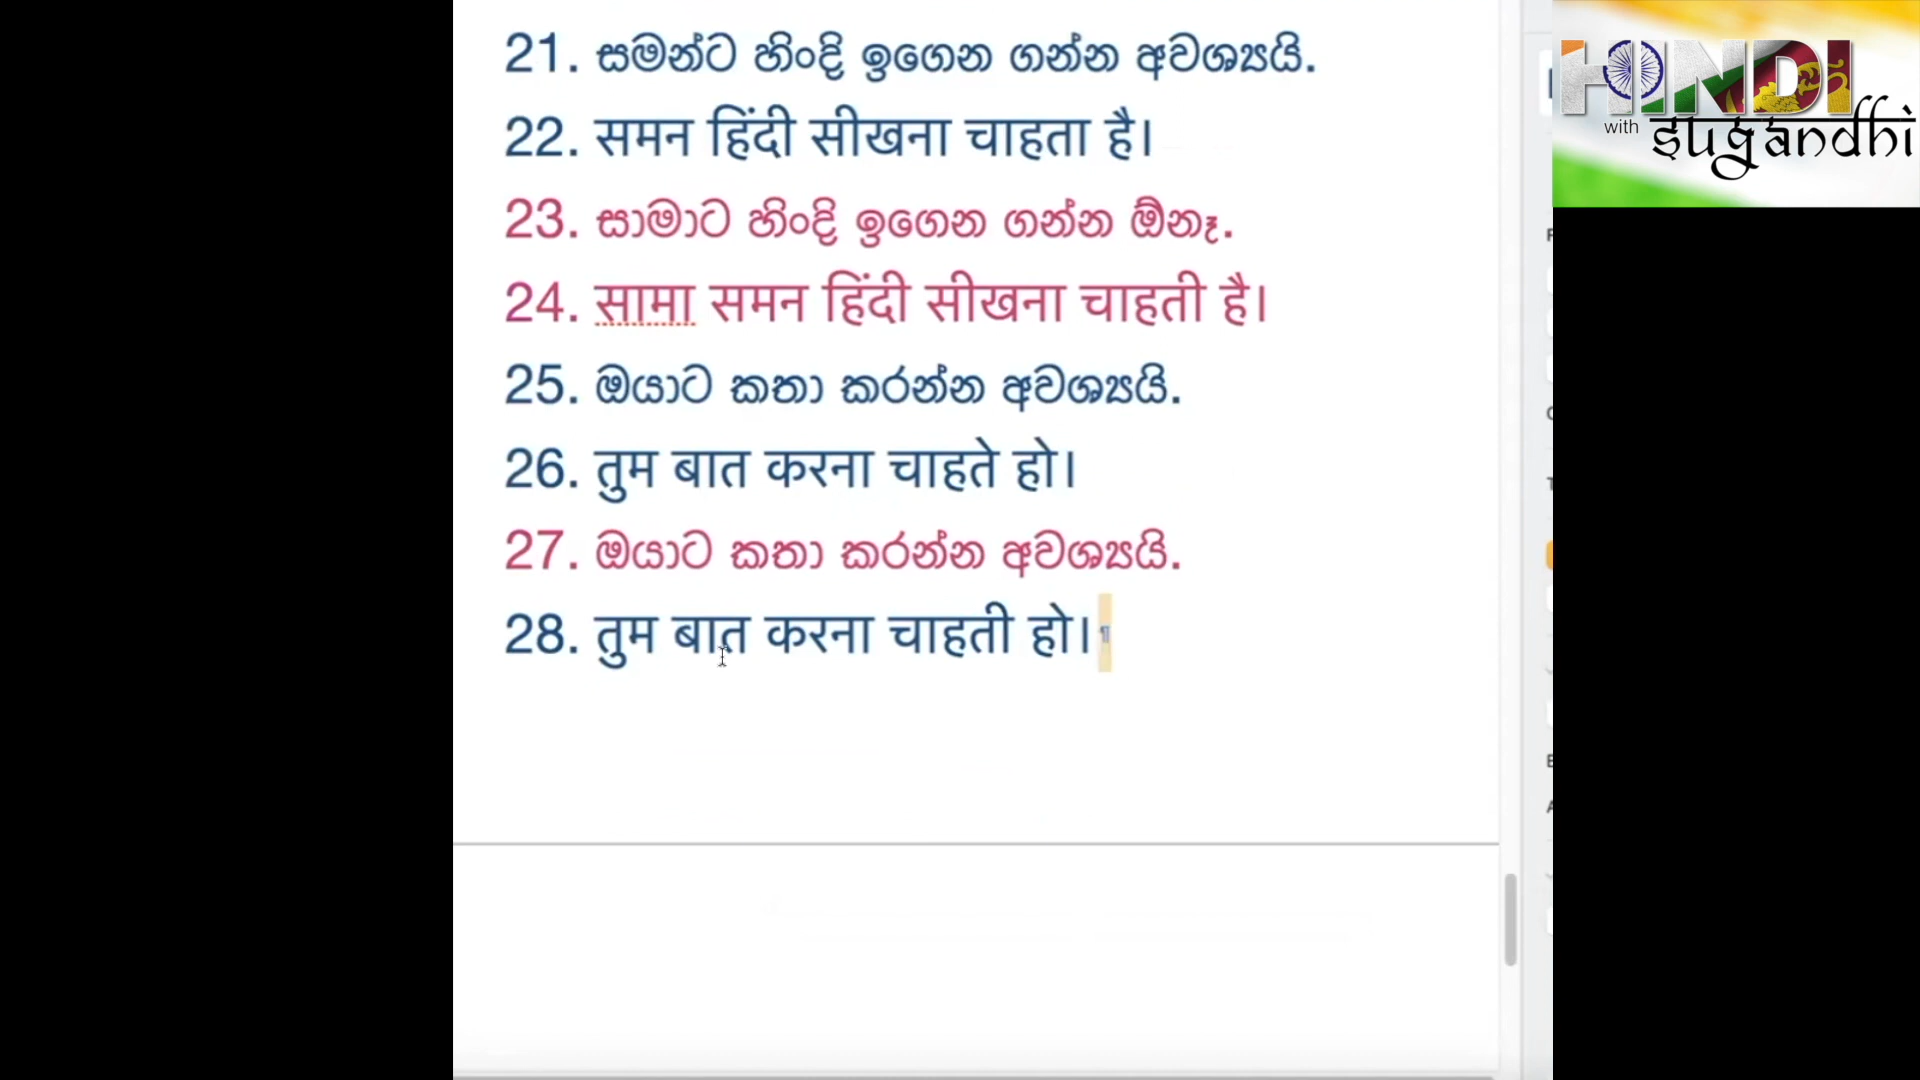 HINDI
with
sugandhi
21. සමන්ට හිංදි ඉගෙන ගන්න අවශ්‍යයි.
22. समन हिंदी सीखना चाहता है।
23. සාමාට හිංදි ඉගෙන ගන්න ඕනෑ.
24. सामा समन हिंदी सीखना चाहती है।
25. ඔයාට කතා කරන්න අවශ්‍යයි.
26. तुम बात करना चाहते हो।
27. ඔයාට කතා කරන්න අවශ්‍යයි.
28. तुम बात करना चाहती हो।¶